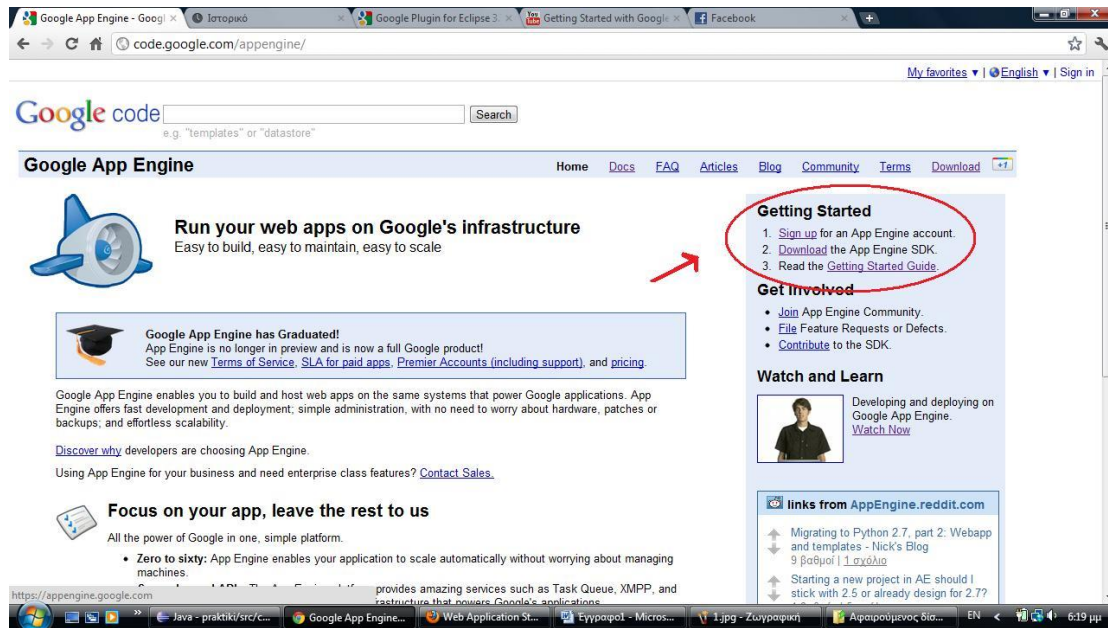 Google App Engine - Googl
Ιστορικό
Google Plugin for Eclipse 3.
Getting Started with Google
Facebook
code.google.com/appengine/
My favorites ▼ | English ▼ | Sign in
Google code
Search
e.g. "templates" or "datastore"
Google App Engine
Home Docs FAQ Articles Blog Community Terms Download +1
Run your web apps on Google's infrastructure
Easy to build, easy to maintain, easy to scale
Google App Engine has Graduated!
App Engine is no longer in preview and is now a full Google product!
See our new Terms of Service, SLA for paid apps, Premier Accounts (including support), and pricing.
Google App Engine enables you to build and host web apps on the same systems that power Google applications. App
Engine offers fast development and deployment; simple administration, with no need to worry about hardware, patches or
backups; and effortless scalability.
Discover why developers are choosing App Engine.
Using App Engine for your business and need enterprise class features? Contact Sales.
Focus on your app, leave the rest to us
All the power of Google in one, simple platform.
• Zero to sixty: App Engine enables your application to scale automatically without worrying about managing
machines.
provides amazing services such as Task Queue, XMPP, and
that powers Google's applications
Getting Started
1. Sign up for an App Engine account.
2. Download the App Engine SDK.
3. Read the Getting Started Guide.
Get Involved
• Join App Engine Community.
• File Feature Requests or Defects.
• Contribute to the SDK.
Watch and Learn
Developing and deploying on
Google App Engine.
Watch Now
links from AppEngine.reddit.com
Migrating to Python 2.7, part 2: Webapp
and templates - Nick's Blog
9 βαθμοί | 1 σχόλιο
Starting a new project in AE should I
stick with 2.5 or already design for 2.7?
https://appengine.google.com
Java - praktiki/src/c...
Google App Engine...
Web Application St...
Έγγραφο1 - Micros...
1.jpg - Ζωγραφική
Αφαιρούμενος δίσ...
EN
6:19 μμ